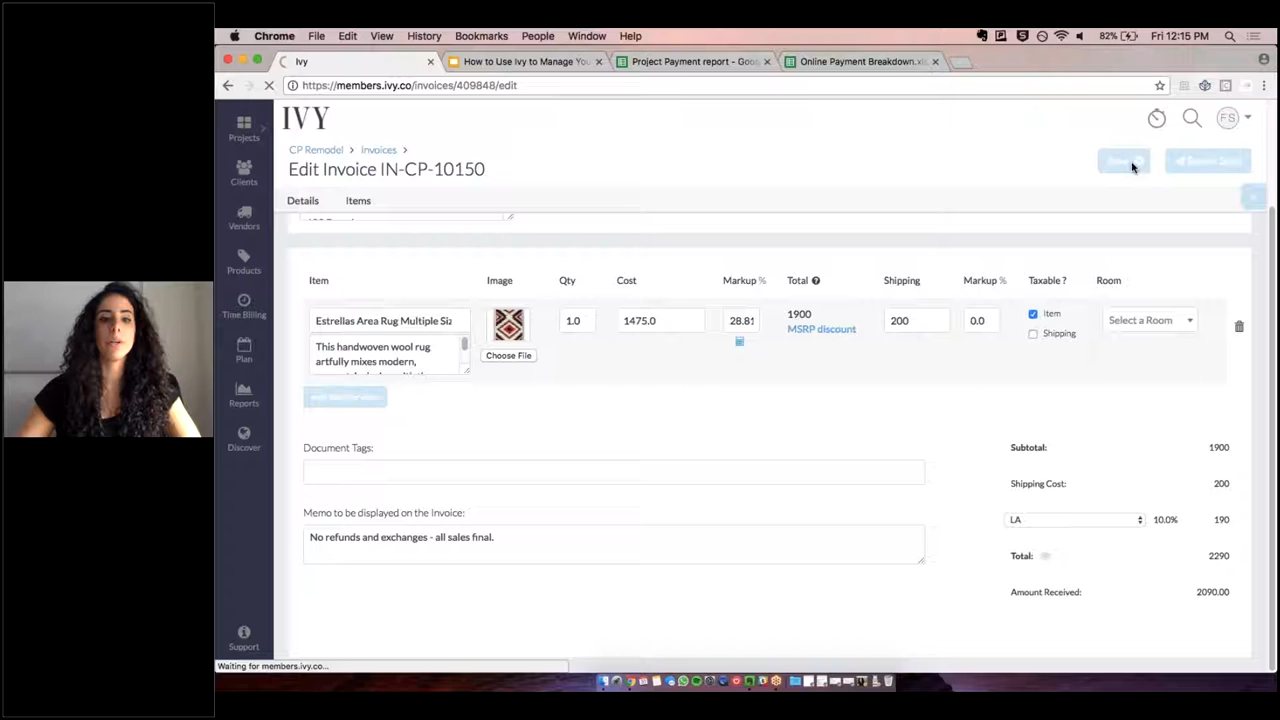 Chrome File Edit View History Bookmarks People Window Help 82% Fri 12:15 PM
Ivy How to Use Ivy to Manage You Project Payment report - Goog Online Payment Breakdown.xl
https://members.ivy.co/invoices/409848/edit
IVY
FS
CP Remodel > Invoices >
Edit Invoice IN-CP-10150
Details Items
Projects
Clients
Vendors
Products
Time Billing
Plan
Reports
Discover
Support
Item Image Qty Cost Markup % Total Shipping Markup % Taxable ? Room
Estrellas Area Rug Multiple Siz 1.0 1475.0 28.81 1900 200 0.0 Item Select a Room
MSRP discount Shipping
This handwoven wool rug
artfully mixes modern,
Choose File
Document Tags:
Memo to be displayed on the Invoice:
No refunds and exchanges - all sales final.
Subtotal: 1900
Shipping Cost: 200
LA 10.0% 190
Total: 2290
Amount Received: 2090.00
Waiting for members.ivy.co...